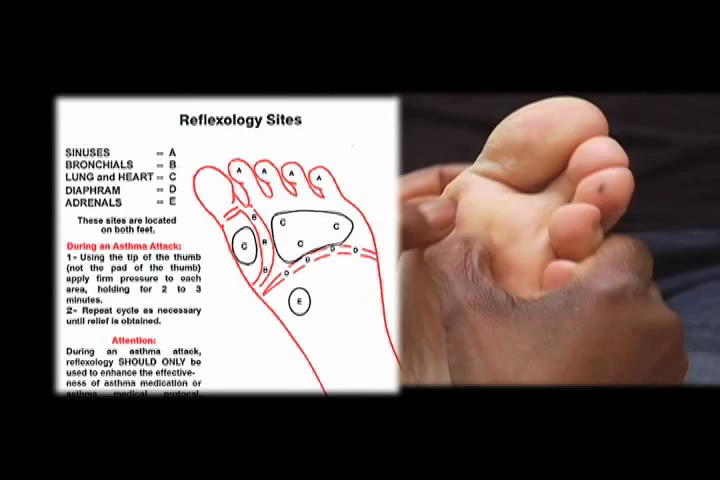 Reflexology Sites
SINUSES == A
BRONCHIALS == B
LUNG and HEART == C
DIAPHRAM == D
ADRENALS == E
These sites are located
on both feet.
During an Asthma Attack:
1= Using the tip of the thumb
(not the pad of the thumb)
apply firm pressure to each
area, holding for 2 to 3
minutes.
2= Repeat cycle as necessary
until relief is obtained.
Attention:
During an asthma attack,
reflexology SHOULD ONLY be
used to enhance the effective-
ness of asthma medication or
asthma medical protocal.
A A A A
B
C C
C B C
D D
B D
B D
E